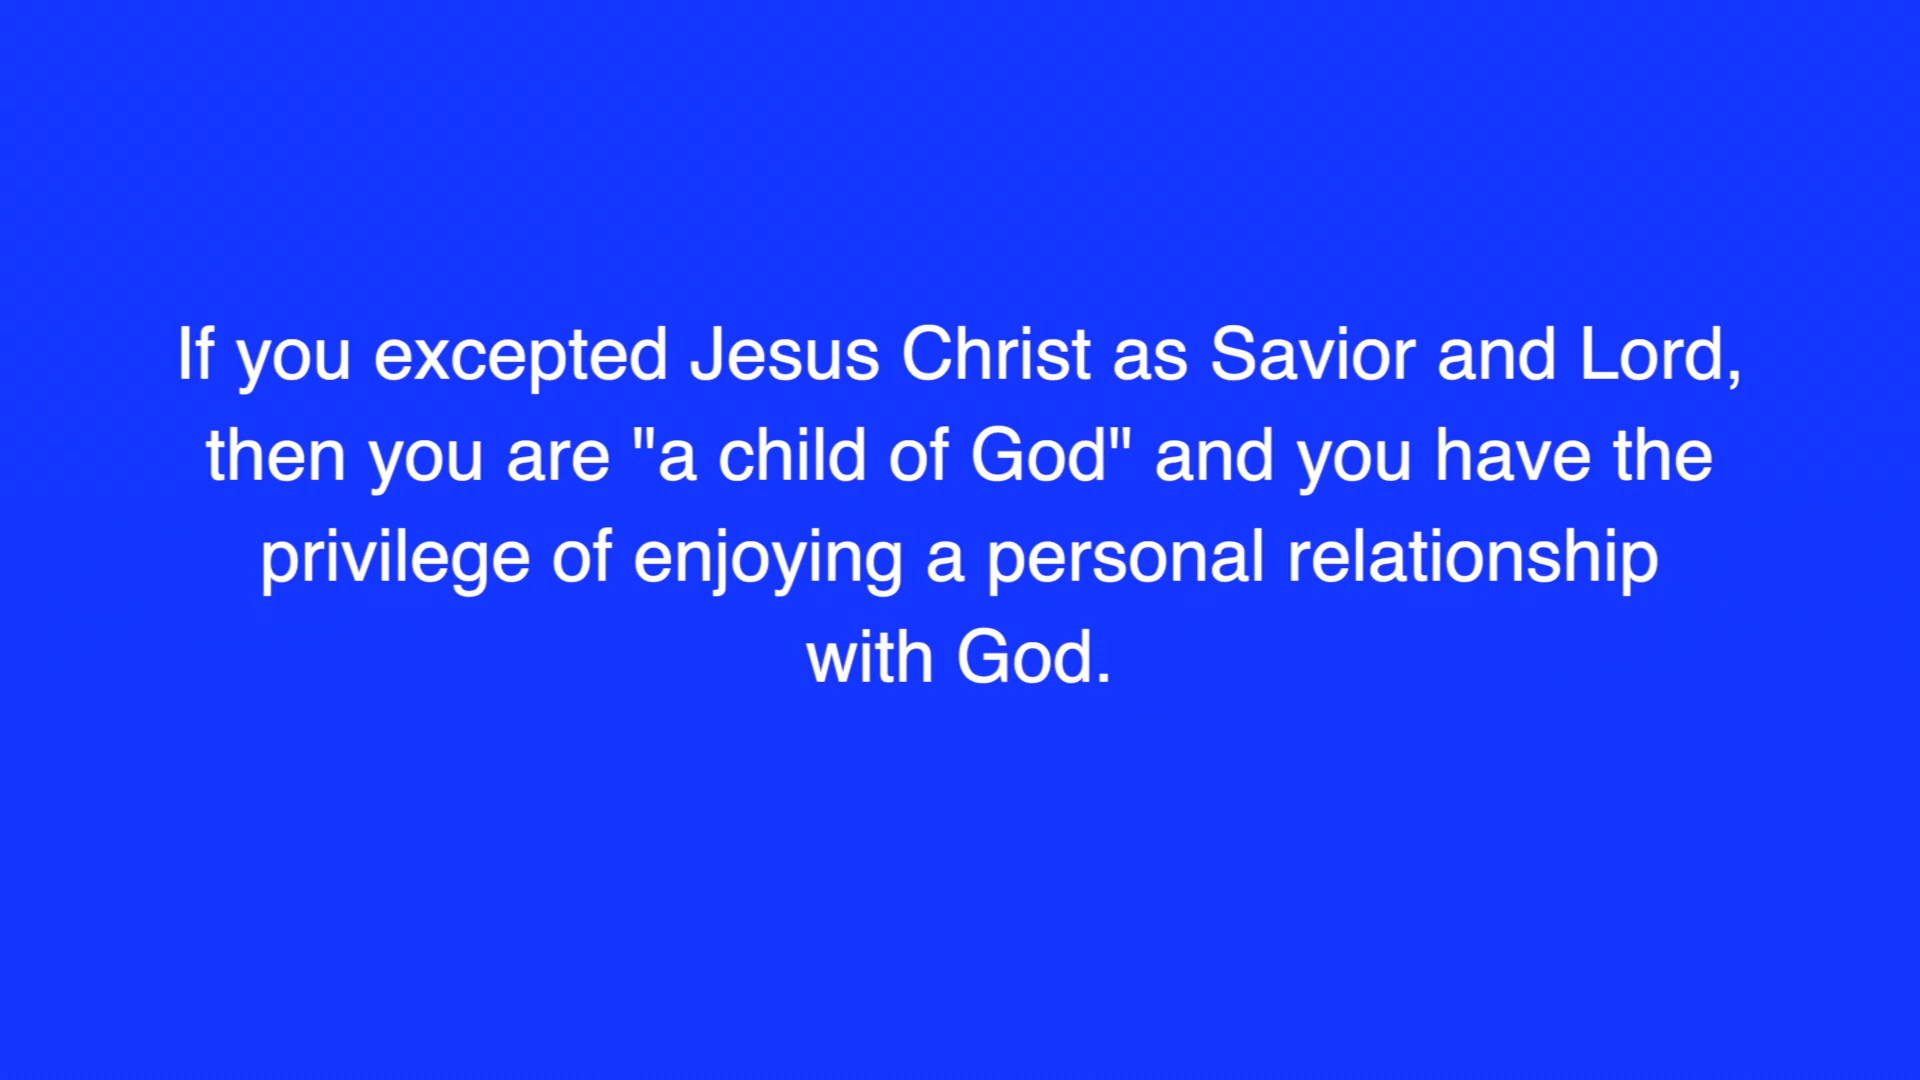 If you excepted Jesus Christ as Savior and Lord,
then you are "a child of God" and you have the
privilege of enjoying a personal relationship
with God.